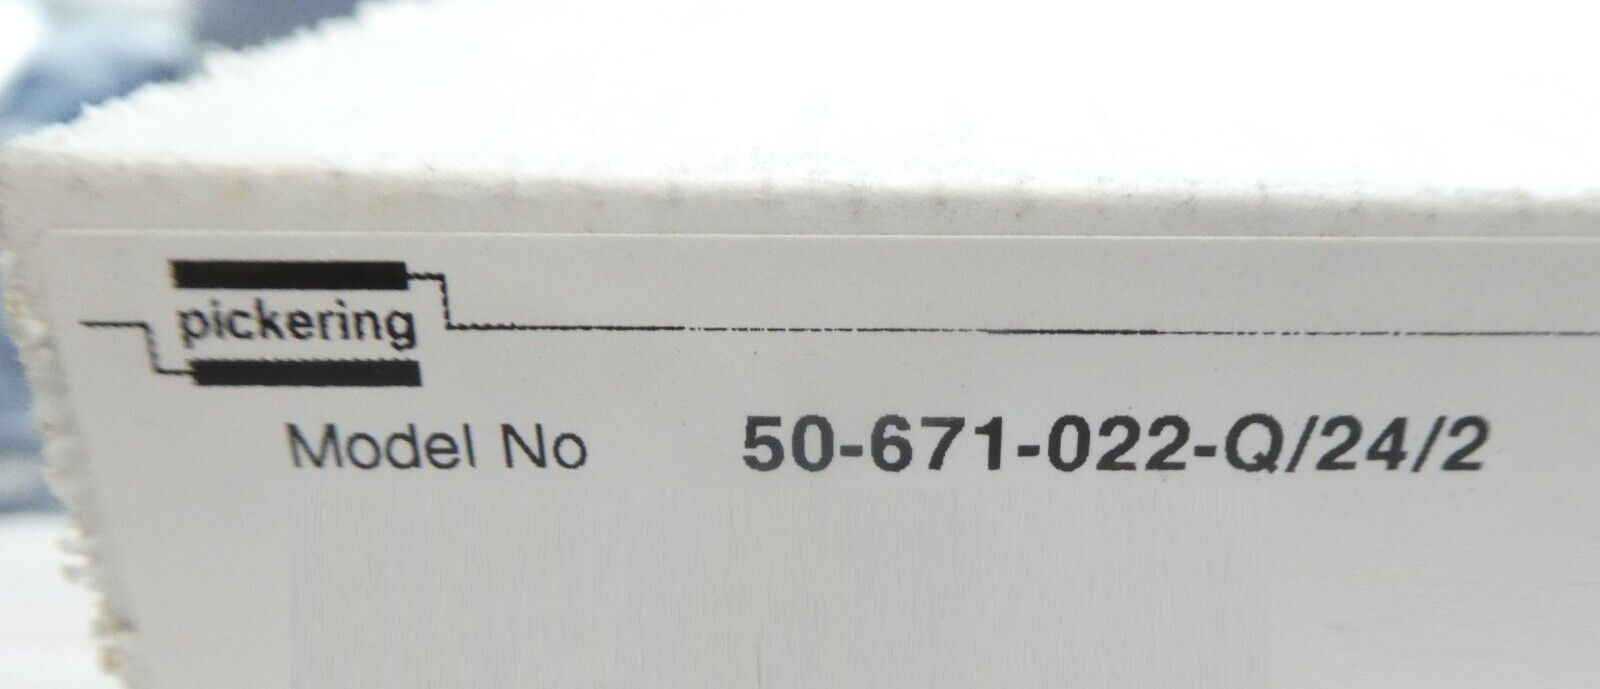 pickering
Model No 50-671-022-Q/24/2